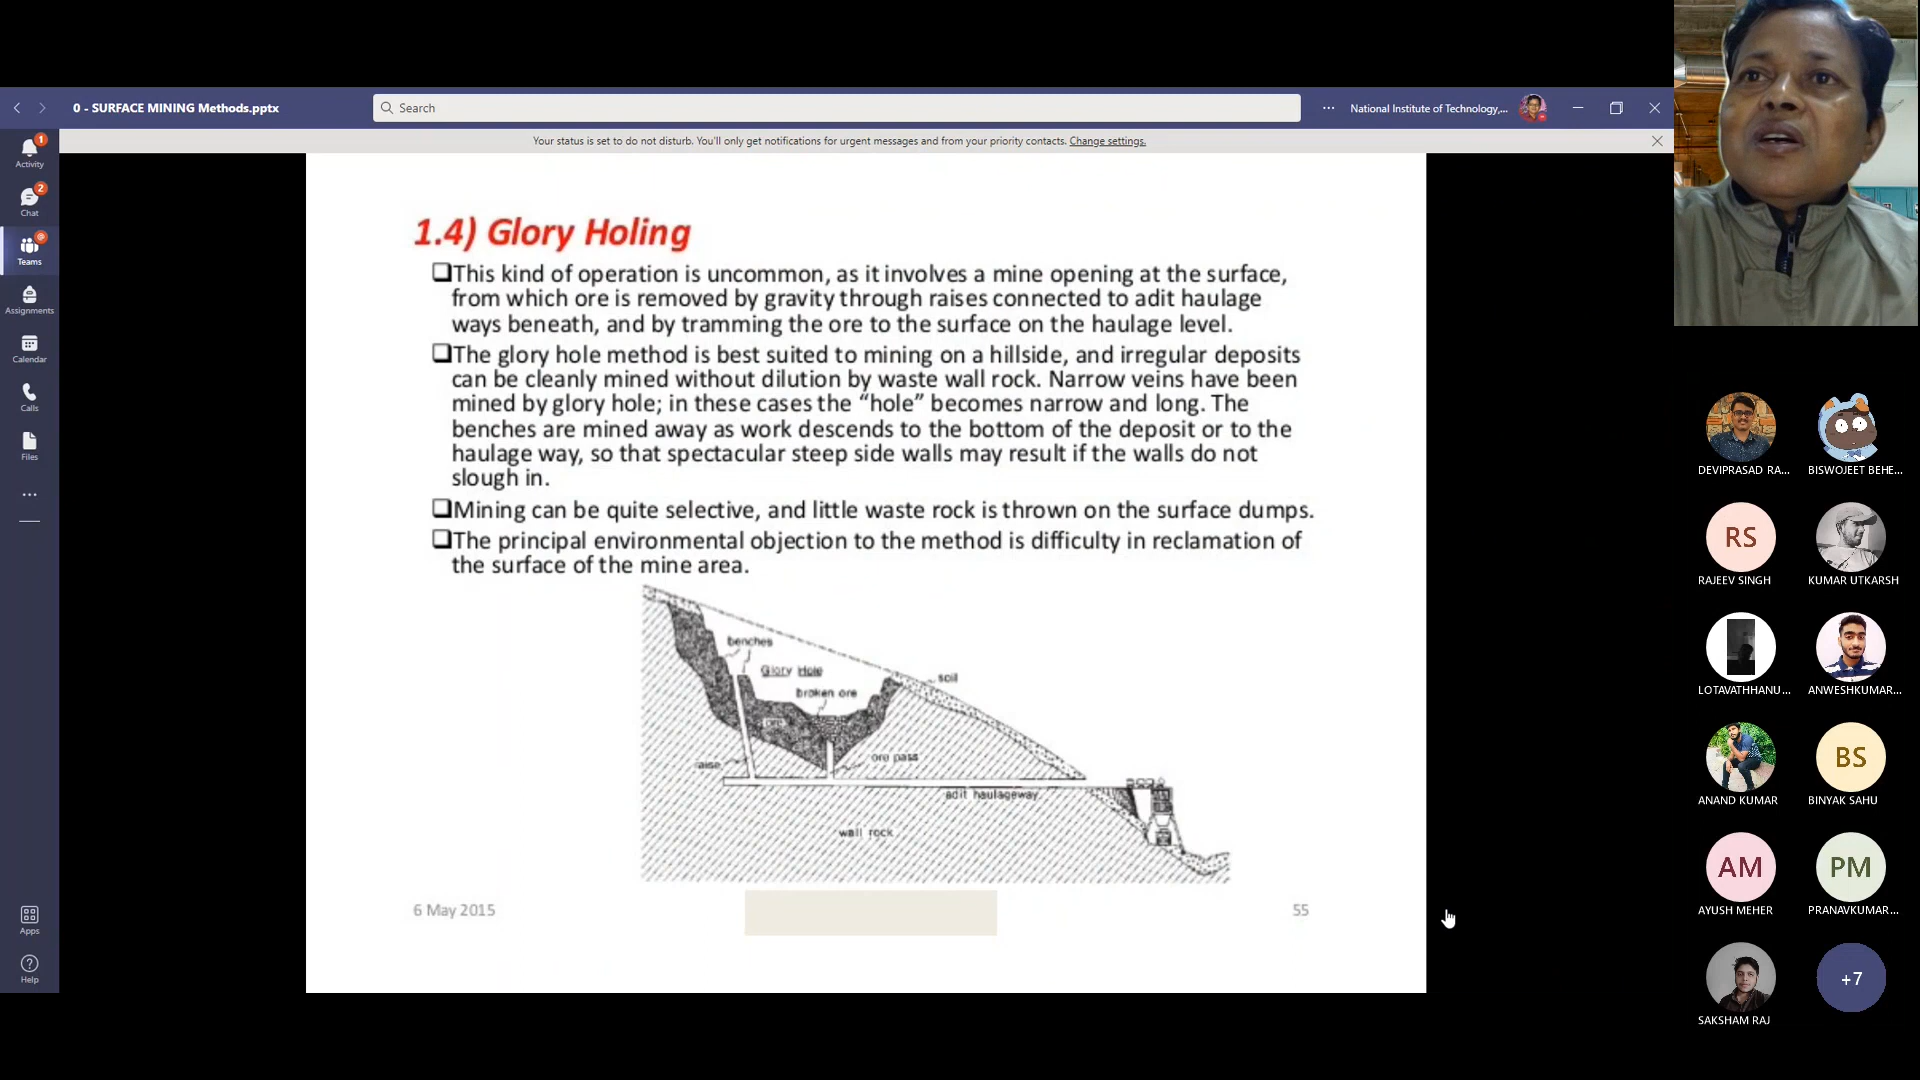 0 - SURFACE MINING Methods.pptx
Search
National Institute of Technology,...
Your status is set to do not disturb. You'll only get notifications for urgent messages and from your priority contacts. Change settings.
1
Activity
2
Chat
@
Teams
Assignments
Calendar
Calls
Files
Apps
Help
1.4) Glory Holing
This kind of operation is uncommon, as it involves a mine opening at the surface,
from which ore is removed by gravity through raises connected to adit haulage
ways beneath, and by tramming the ore to the surface on the haulage level.
The glory hole method is best suited to mining on a hillside, and irregular deposits
can be cleanly mined without dilution by waste wall rock. Narrow veins have been
mined by glory hole; in these cases the “hole” becomes narrow and long. The
benches are mined away as work descends to the bottom of the deposit or to the
haulage way, so that spectacular steep side walls may result if the walls do not
slough in.
Mining can be quite selective, and little waste rock is thrown on the surface dumps.
The principal environmental objection to the method is difficulty in reclamation of
the surface of the mine area.
benches
Glory Hole
soil
broken ore
ore
raise
ore pass
adit haulageway
wall rock
6 May 2015
55
DEVIPRASAD RA...
BISWOJEET BEHE...
RS
RAJEEV SINGH
KUMAR UTKARSH
LOTAVATHHANU...
ANWESHKUMAR...
ANAND KUMAR
BS
BINYAK SAHU
AM
AYUSH MEHER
PM
PRANAVKUMAR...
SAKSHAM RAJ
+7